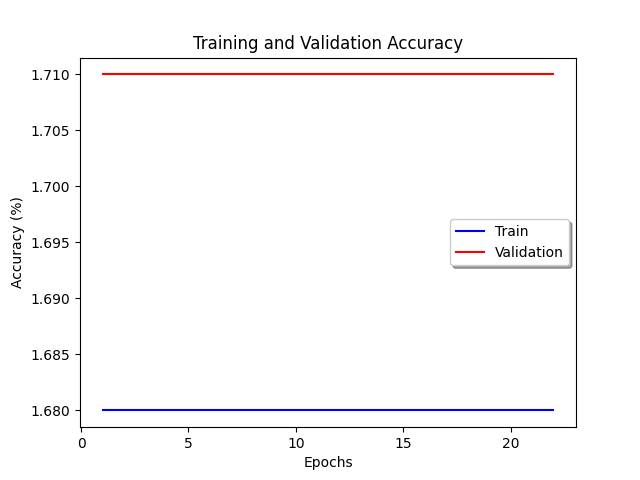 Training and Validation Accuracy
1.710
1.705
1.700
1.695
1.690
1.685
1.680
Accuracy (%)
Train
Validation
0 5 10 15 20
Epochs